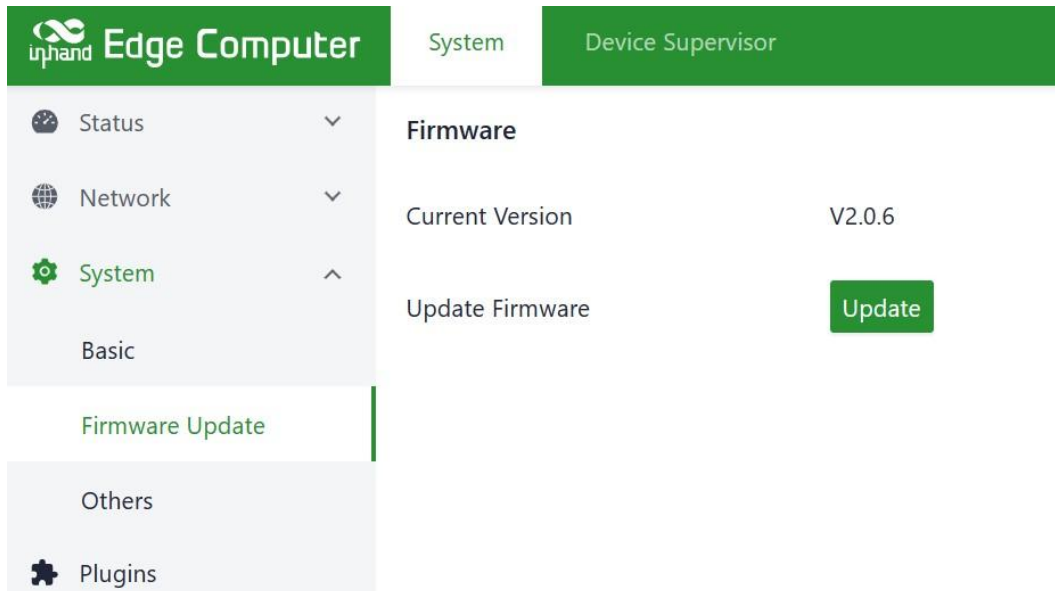 inhand Edge Computer
System
Device Supervisor
Status
Network
System
Basic
Firmware Update
Others
Plugins
Firmware
Current Version V2.0.6
Update Firmware Update